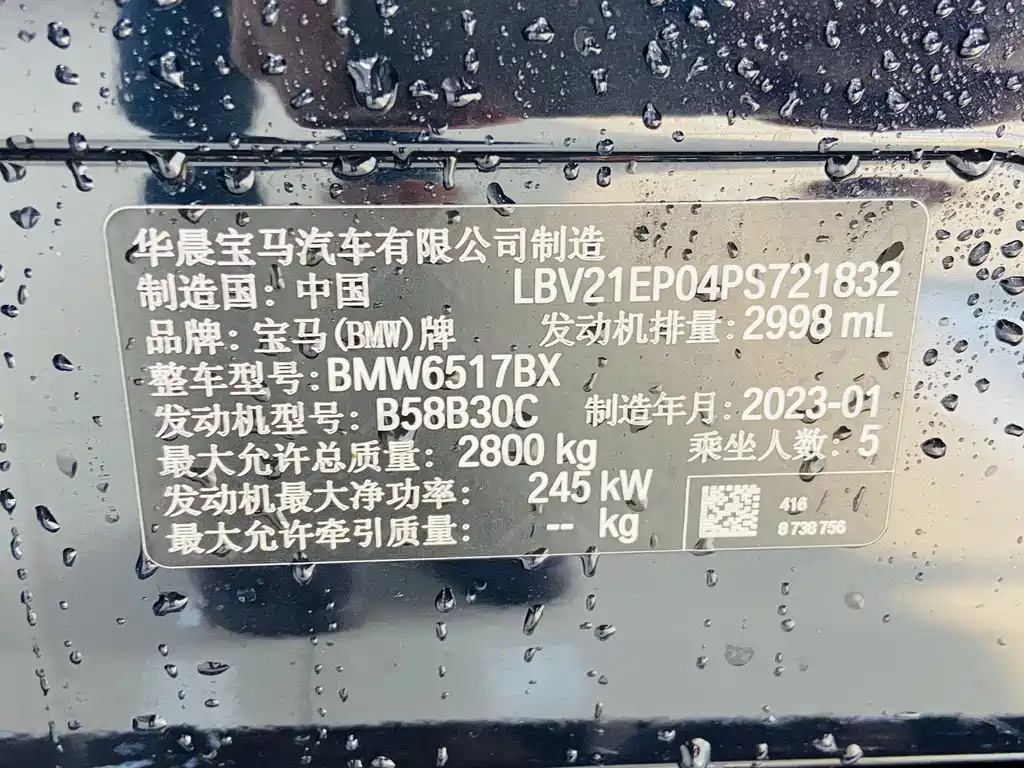 华晨宝马汽车有限公司制造
制造国：中国 LBV21EP04PS721832
品牌：宝马(BMW)牌 发动机排量：2998 mL
整车型号：BMW6517BX
发动机型号：B58B30C 制造年月：2023-01
最大允许总质量：2800 kg 乘坐人数：5
发动机最大净功率：245 kW
最大允许牵引质量：-- kg
416
8 738 756